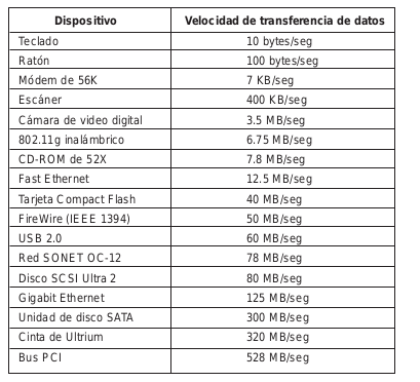 Dispositivo Velocidad de transferencia de datos
Teclado 10 bytes/seg
Ratón 100 bytes/seg
Módem de 56K 7 KB/seg
Escáner 400 KB/seg
Cámara de video digital 3.5 MB/seg
802.11g inalámbrico 6.75 MB/seg
CD-ROM de 52X 7.8 MB/seg
Fast Ethernet 12.5 MB/seg
Tarjeta Compact Flash 40 MB/seg
FireWire (IEEE 1394) 50 MB/seg
USB 2.0 60 MB/seg
Red SONET OC-12 78 MB/seg
Disco SCSI Ultra 2 80 MB/seg
Gigabit Ethernet 125 MB/seg
Unidad de disco SATA 300 MB/seg
Cinta de Ultrium 320 MB/seg
Bus PCI 528 MB/seg